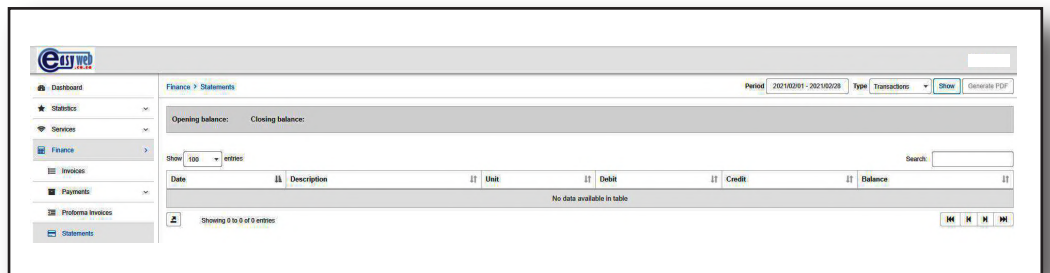 easyweb
.co.za
Dashboard
Finance > Statements
Period 2021/02/01 - 2021/02/28 Type Transactions Show Generate PDF
Statistics
Opening balance: Closing balance:
Services
Finance
Show 100 entries Search:
Invoices
Date Description Unit Debit Credit Balance
Payments
No data available in table
Proforma Invoices
Showing 0 to 0 of 0 entries
Statements